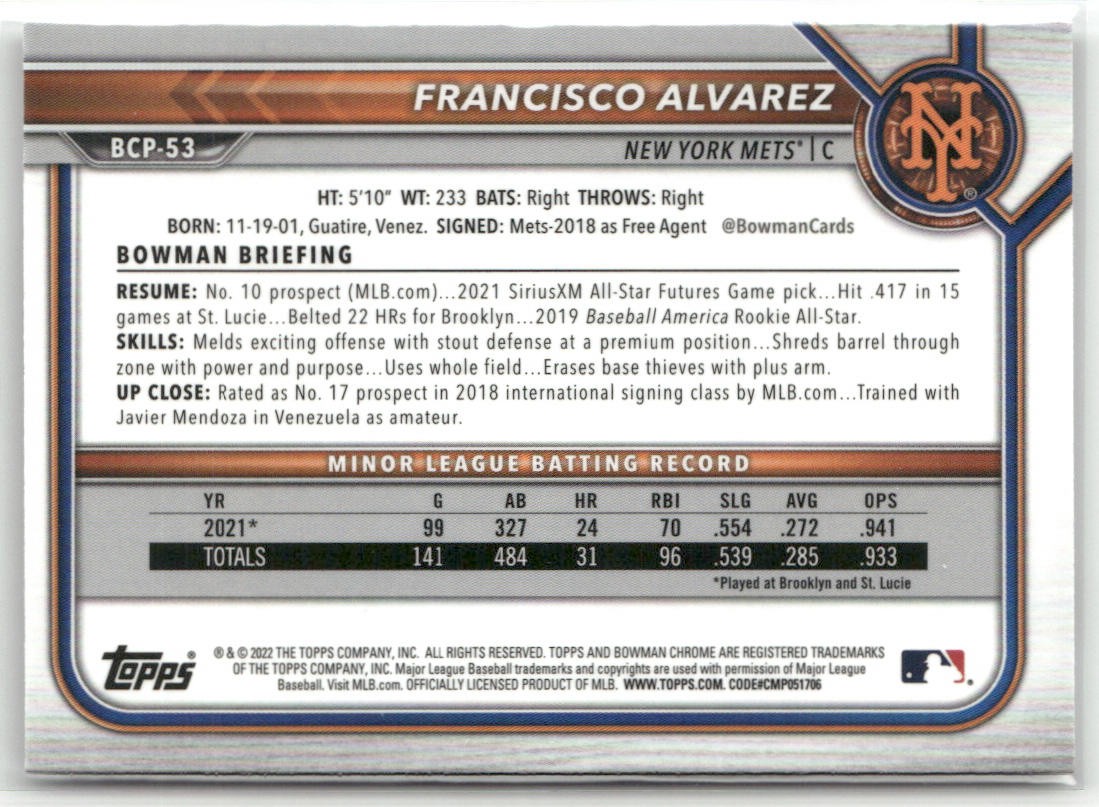 FRANCISCO ALVAREZ
BCP-53
NEW YORK METS® | C
NY
®
HT: 5'10" WT: 233 BATS: Right THROWS: Right
BORN: 11-19-01, Guatire, Venez. SIGNED: Mets-2018 as Free Agent @BowmanCards
BOWMAN BRIEFING
RESUME: No. 10 prospect (MLB.com)...2021 SiriusXM All-Star Futures Game pick...Hit .417 in 15
games at St. Lucie...Belted 22 HRs for Brooklyn...2019 Baseball America Rookie All-Star.
SKILLS: Melds exciting offense with stout defense at a premium position...Shreds barrel through
zone with power and purpose...Uses whole field...Erases base thieves with plus arm.
UP CLOSE: Rated as No. 17 prospect in 2018 international signing class by MLB.com...Trained with
Javier Mendoza in Venezuela as amateur.
MINOR LEAGUE BATTING RECORD
YR G AB HR RBI SLG AVG OPS
2021* 99 327 24 70 .554 .272 .941
TOTALS 141 484 31 96 .539 .285 .933
*Played at Brooklyn and St. Lucie
TOPPS®
® & © 2022 THE TOPPS COMPANY, INC. ALL RIGHTS RESERVED. TOPPS AND BOWMAN CHROME ARE REGISTERED TRADEMARKS
OF THE TOPPS COMPANY, INC. Major League Baseball trademarks and copyrights are used with permission of Major League
Baseball. Visit MLB.com. OFFICIALLY LICENSED PRODUCT OF MLB. WWW.TOPPS.COM. CODE#CMP051706